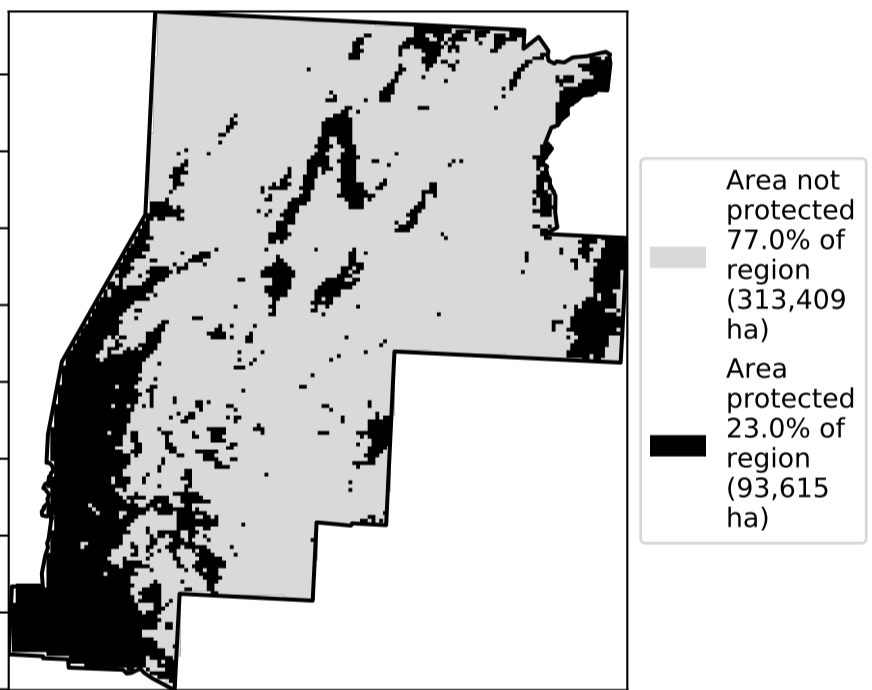 Area not
protected
77.0% of
region
(313,409
ha)
Area
protected
23.0% of
region
(93,615
ha)